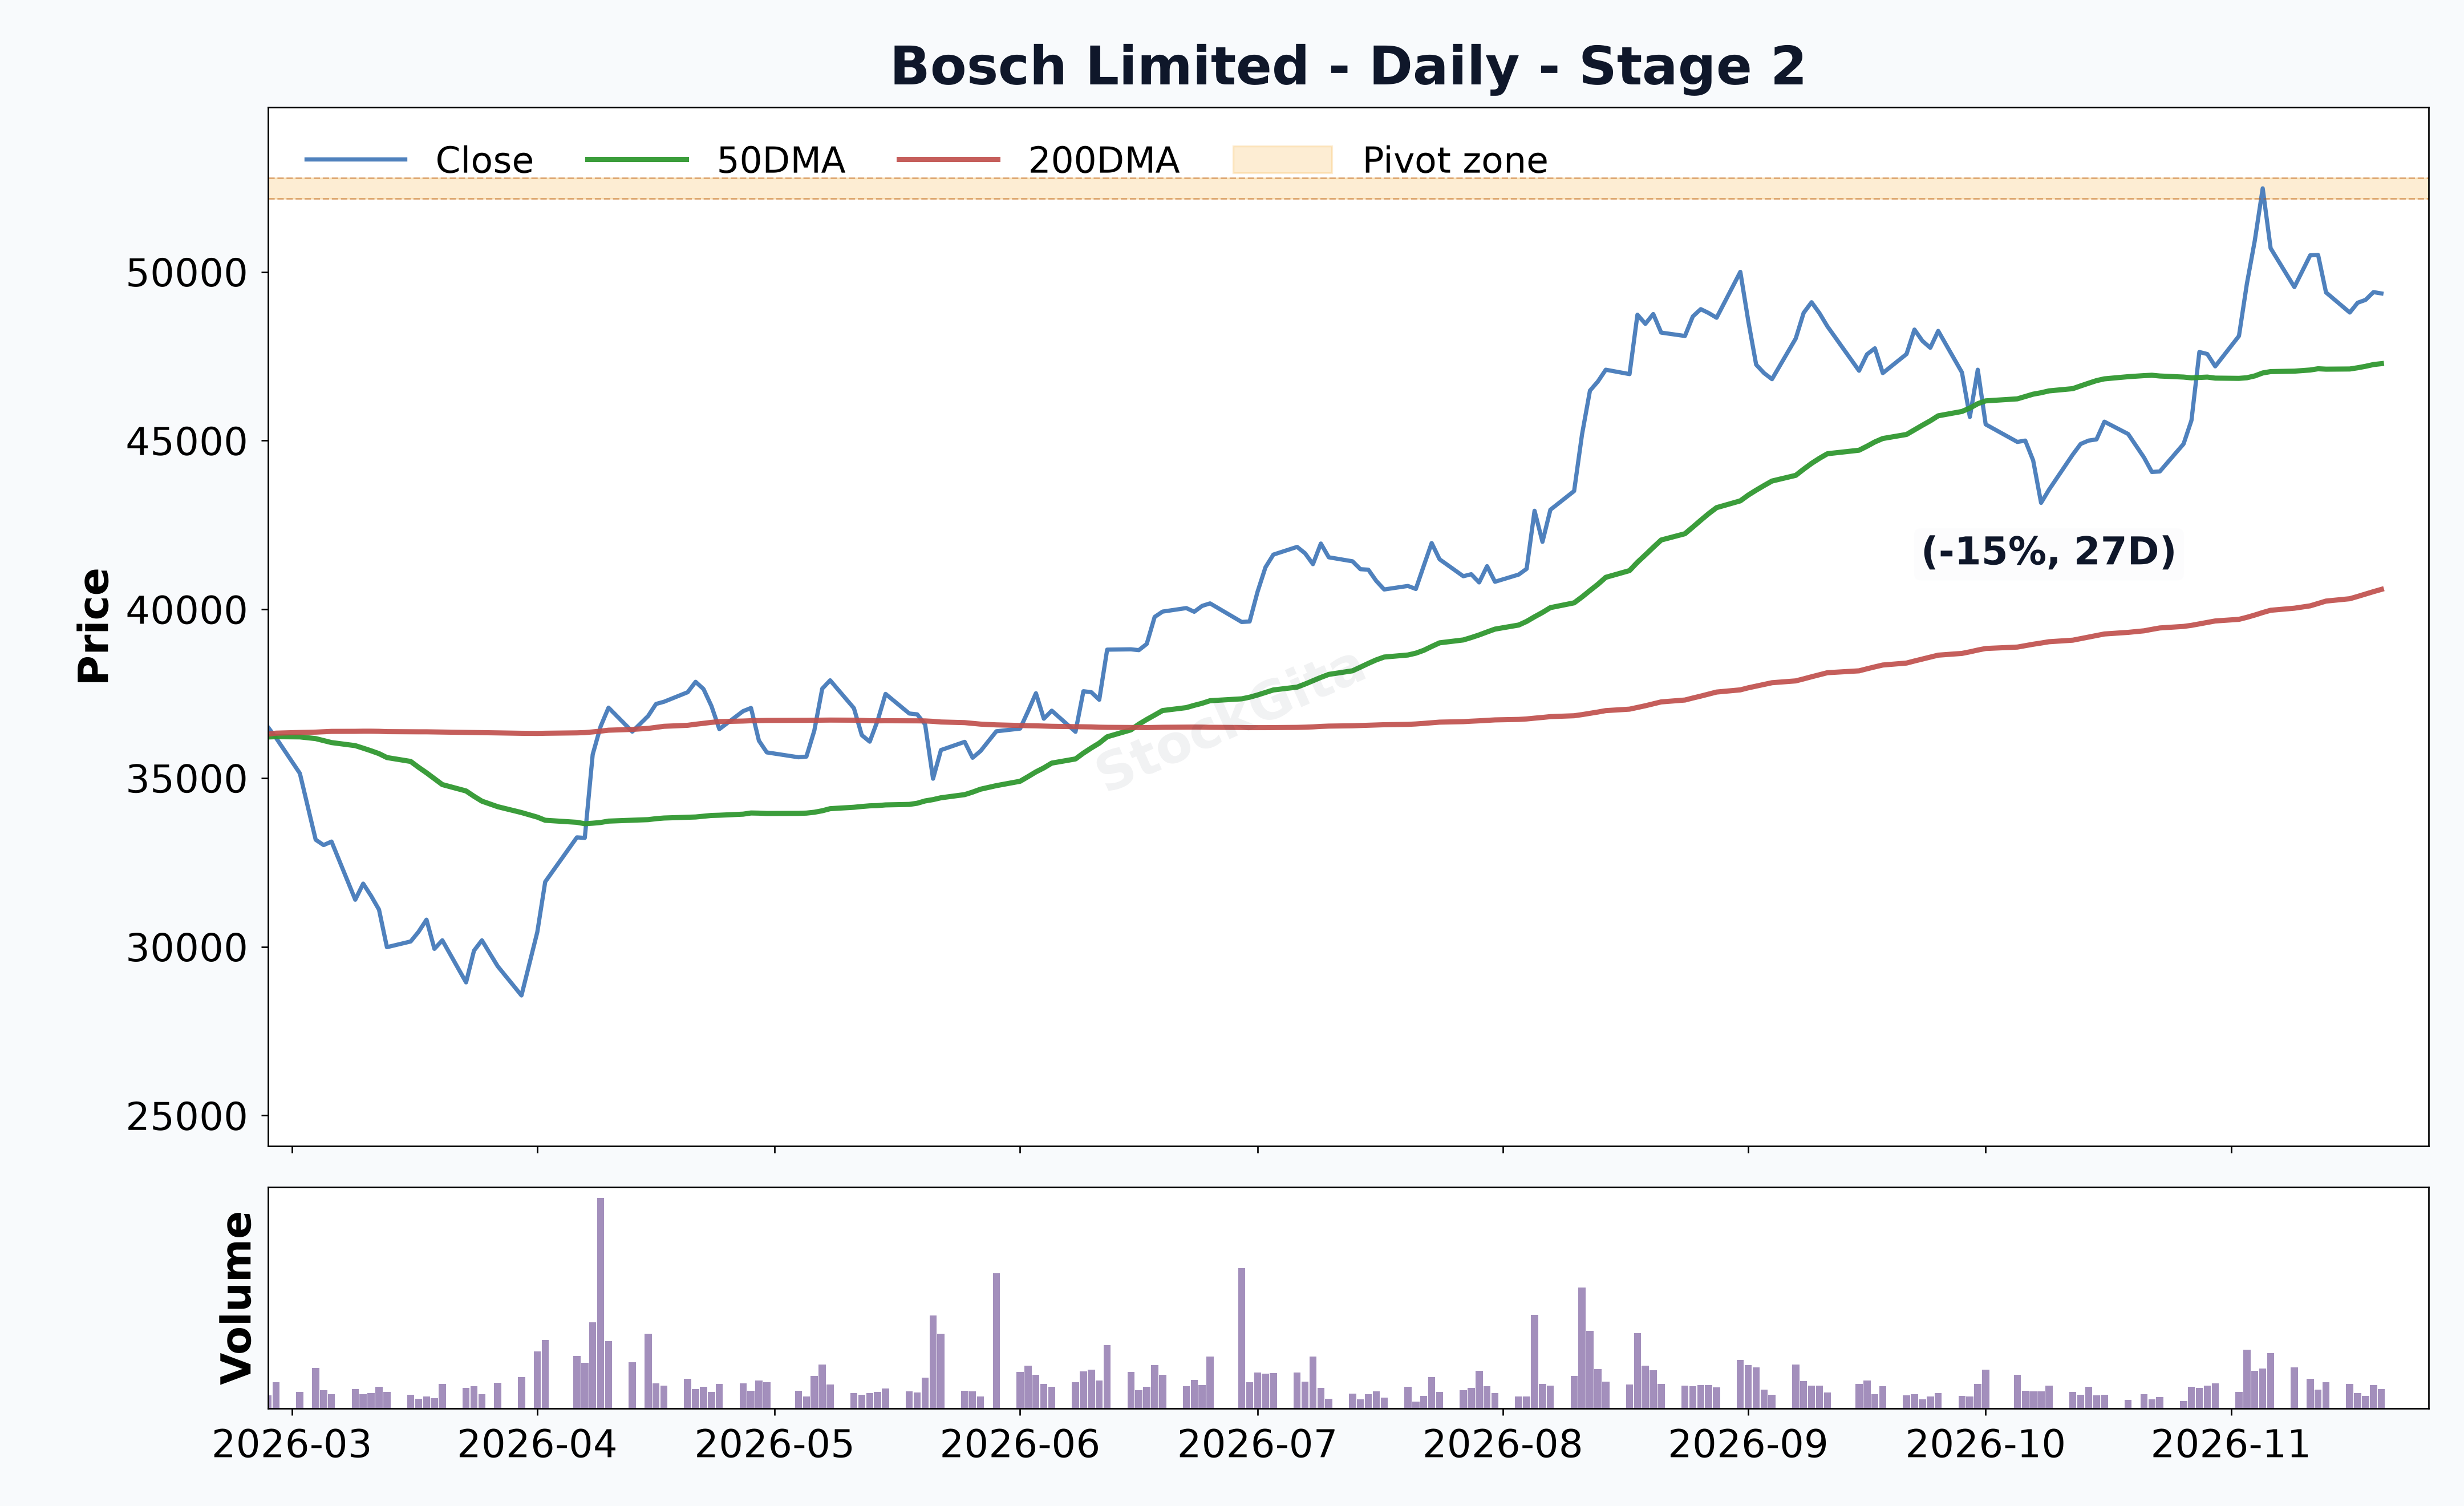 Bosch Limited - Daily - Stage 2
Close 50DMA 200DMA Pivot zone
Price
50000
45000
40000
35000
30000
25000
(-15%, 27D)
StockGita
Volume
2026-03 2026-04 2026-05 2026-06 2026-07 2026-08 2026-09 2026-10 2026-11